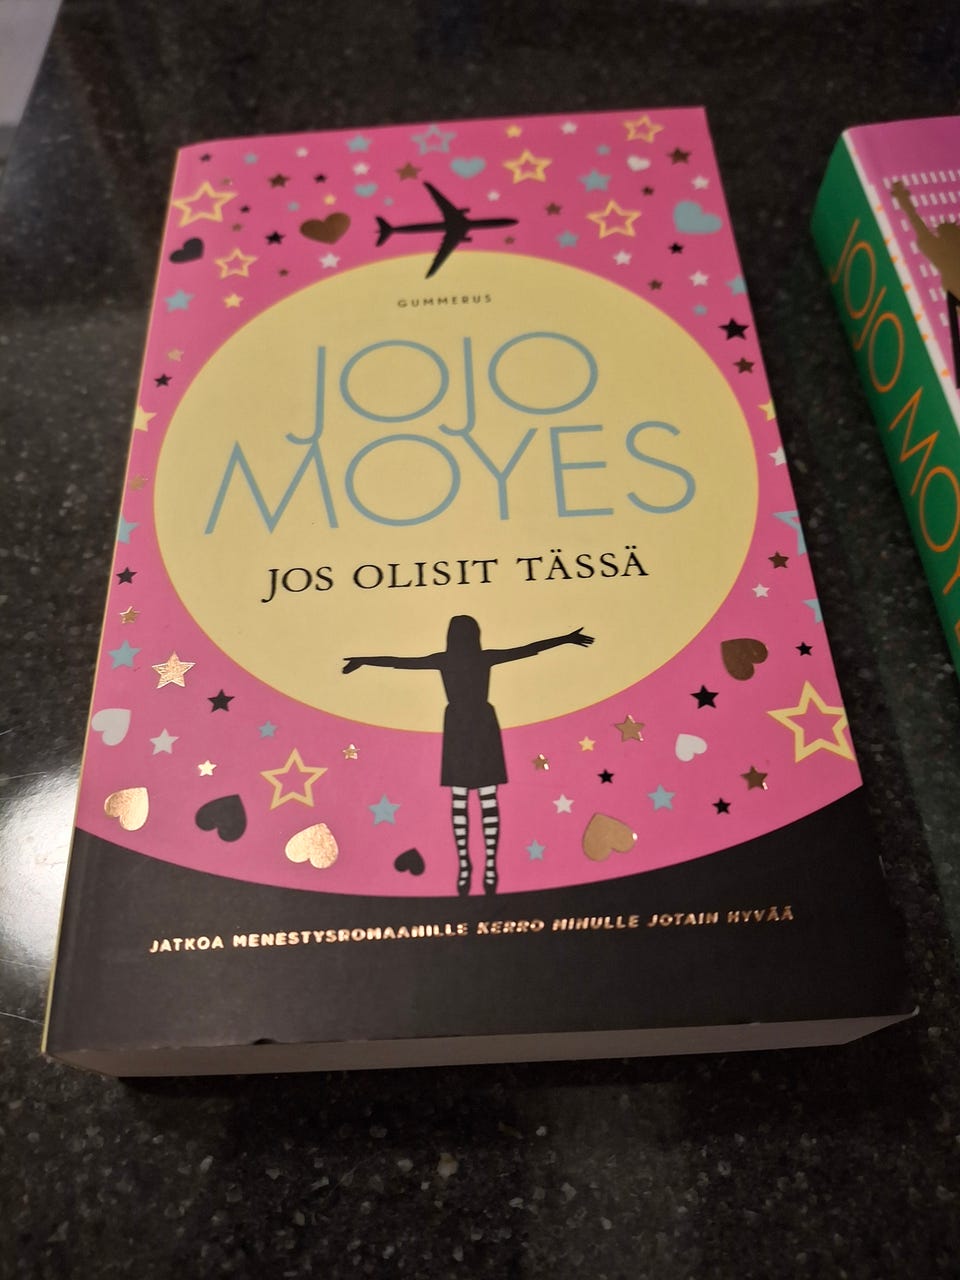 GUMMERUS
JOJO
MOYES
JOS OLISIT TÄSSÄ
JATKOA MENESTYSROMAANILLE KERRO MINULLE JOTAIN HYVÄÄ
JOJO MOY